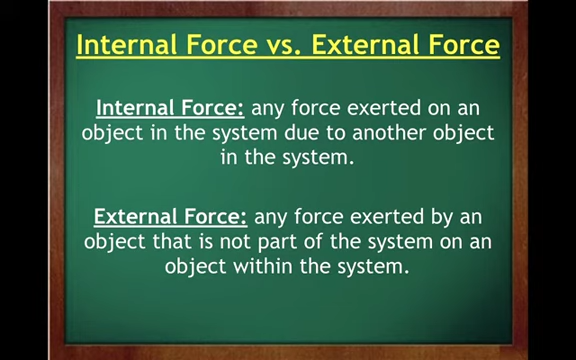 Internal Force vs. External Force
Internal Force: any force exerted on an
object in the system due to another object
in the system.
External Force: any force exerted by an
object that is not part of the system on an
object within the system.